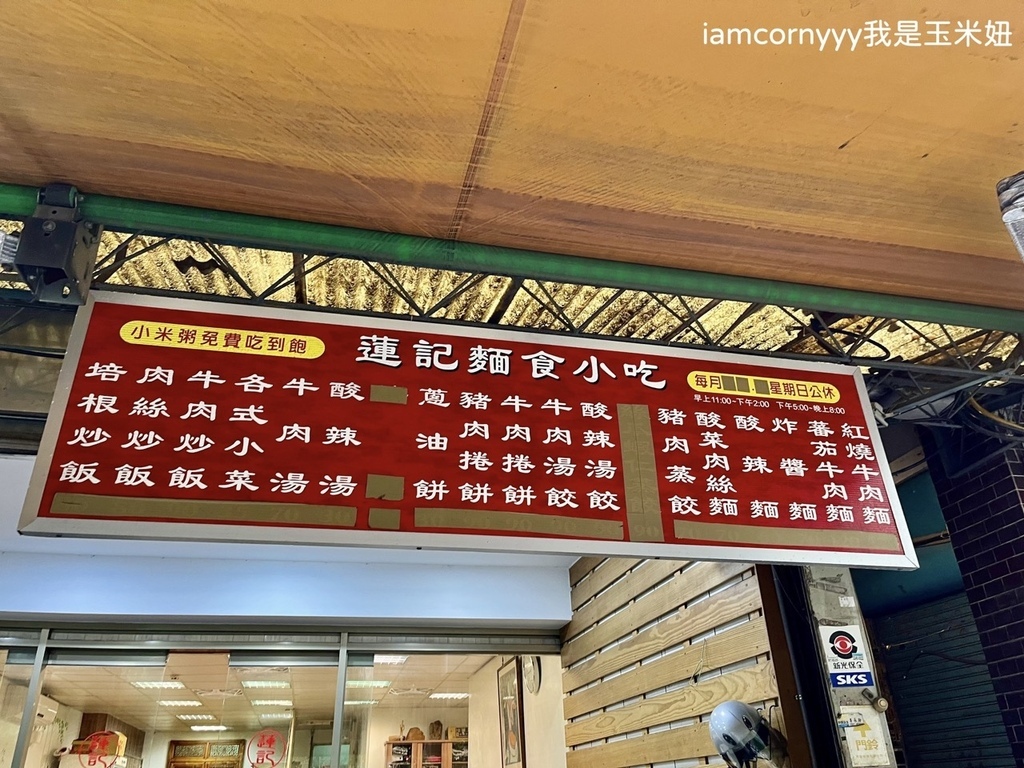 iamcornyyy我是玉米妞
小米粥免費吃到飽
蓮記麵食小吃
每月 . 星期日公休
早上11:00~下午2:00 下午5:00~晚上8:00
紅燒牛肉麵
蕃茄牛肉麵
炸醬麵
酸辣麵
酸菜肉絲麵
豬肉蒸餃
酸辣湯餃
牛肉湯餃
牛肉捲餅
豬肉捲餅
蔥油餅
酸辣湯
牛肉湯
各式小菜
牛肉炒飯
肉絲炒飯
培根炒飯
新光保全
SKS
門鈴
蓮記
蓮記